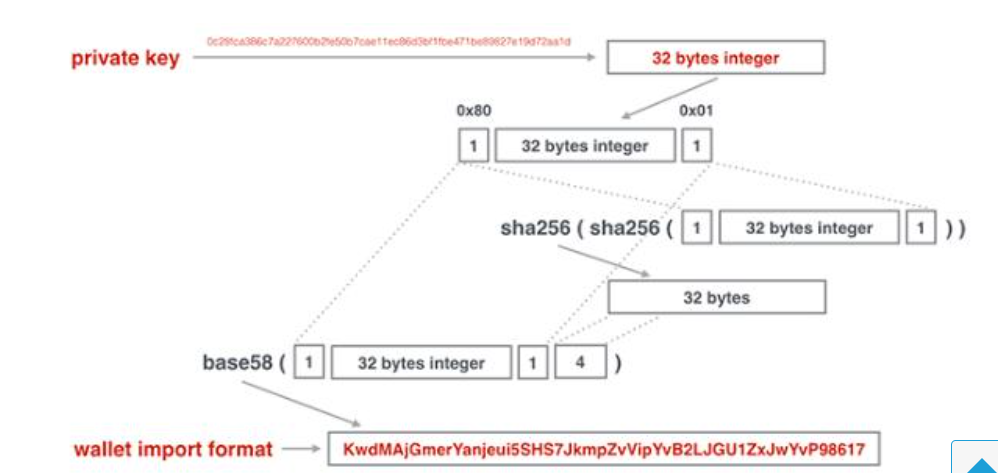 0c28fca386c7a227600b2fe50b7cae11ec86d3bf1fbe471be89827e19d72aa1d
private key
32 bytes integer
0x80 0x01
1 32 bytes integer 1
sha256 ( sha256 ( 1 32 bytes integer 1 ) )
32 bytes
base58 ( 1 32 bytes integer 1 4 )
wallet import format KwdMAjGmerYanjeui5SHS7JkmpZvVipYvB2LJGU1ZxJwYvP98617